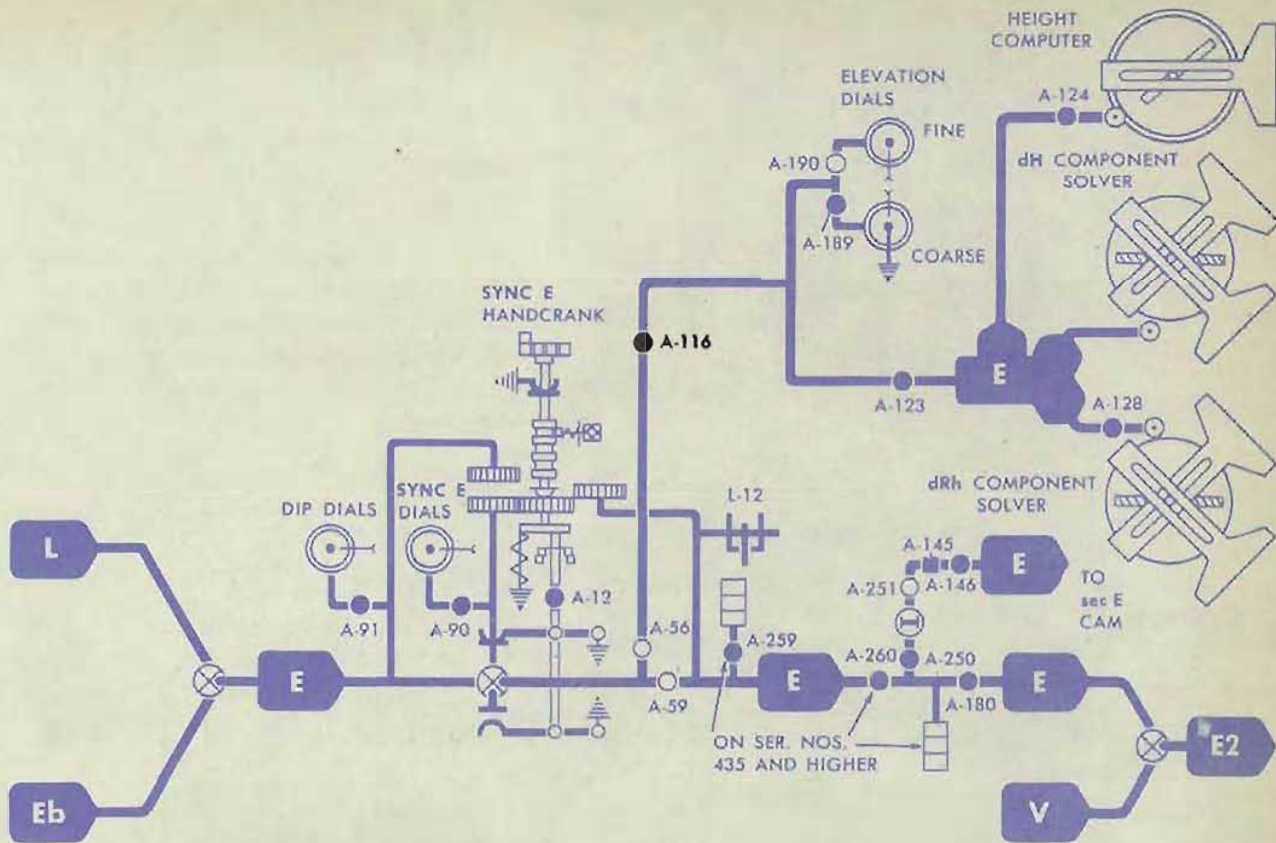 HEIGHT
COMPUTER
A-124
ELEVATION
DIALS
FINE
A-190
A-189
COARSE
dH COMPONENT
SOLVER
SYNC E
HANDCRANK
A-116
E
A-123
A-128
dRh COMPONENT
SOLVER
DIP DIALS
SYNC E
DIALS
L-12
A-145
A-146
E
TO
sec E
CAM
A-251
L
A-91
A-90
A-12
A-56
A-259
A-260
A-250
E
A-59
E
A-180
E
E2
ON SER. NOS.
435 AND HIGHER
Eb
V